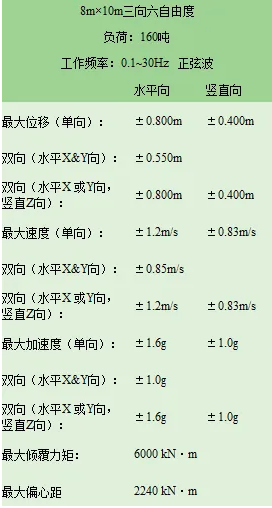 8m×10m三向六自由度
负荷：160吨
工作频率：0.1~30Hz 正弦波
水平向 竖直向
最大位移（单向）： ±0.800m ±0.400m
双向（水平X&Y向）： ±0.550m
双向（水平X 或Y向，
竖直Z向）： ±0.800m ±0.400m
最大速度（单向）： ±1.2m/s ±0.83m/s
双向（水平X&Y向）： ±0.85m/s
双向（水平X 或Y向，
竖直Z向）： ±1.2m/s ±0.83m/s
最大加速度（单向）： ±1.6g ±1.0g
双向（水平X&Y向）： ±1.0g
双向（水平X 或Y向，
竖直Z向）： ±1.6g ±1.0g
最大倾覆力矩： 6000 kN·m
最大偏心距 2240 kN·m